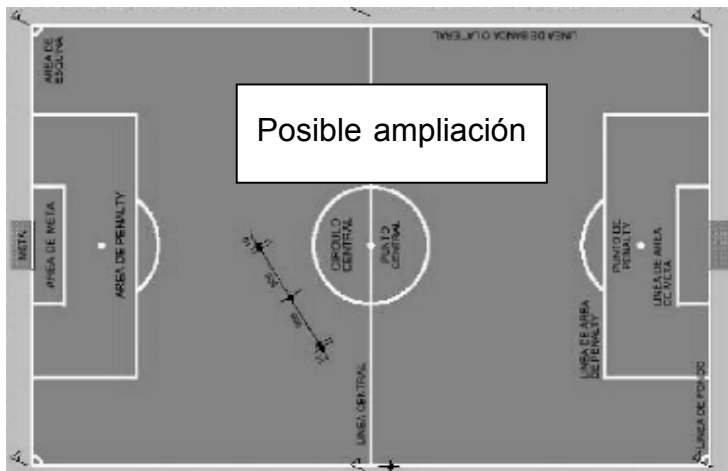 AREA DE
ESQUINA
LINEA DE BANDA O LATERAL
Posible ampliación
META
AREA DE META
AREA DE PENALTY
CIRCULO
CENTRAL
PUNTO
CENTRAL
PUNTO DE
PENALTY
LINEA DE AREA
DE META
LINEA DE AREA
DE PENALTY
LINEA CENTRAL
LINEA DE FONDO